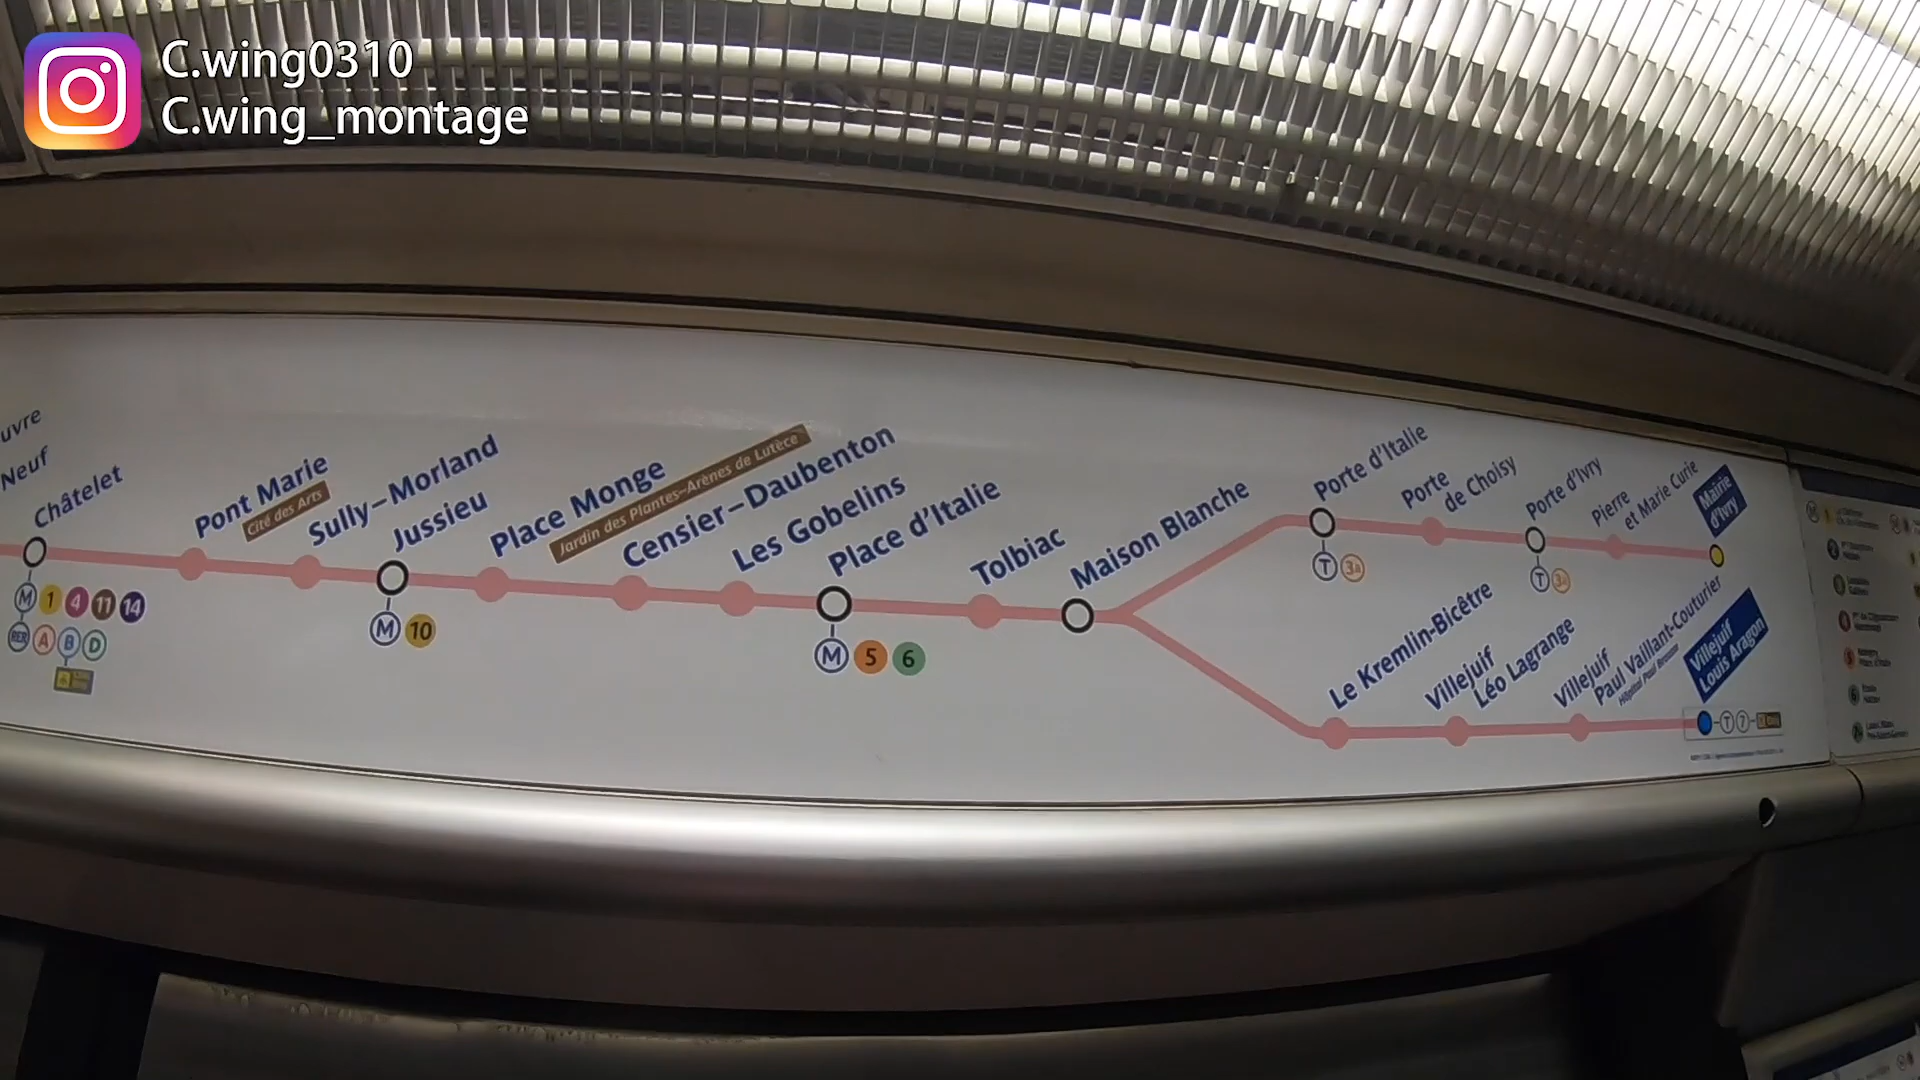 C.wing0310
C.wing_montage
Neuf
Châtelet
M 1 4 11 14
RER A B D
Pont Marie
Cité des Arts
Sully–Morland
Jussieu
M 10
Place Monge
Jardin des Plantes–Arènes de Lutèce
Censier–Daubenton
Les Gobelins
Place d'Italie
M 5 6
Tolbiac
Maison Blanche
Porte d'Italie
T 3a
Porte
de Choisy
Porte d'Ivry
T 3a
Pierre
et Marie Curie
Mairie
d'Ivry
Le Kremlin-Bicêtre
Villejuif
Léo Lagrange
Villejuif
Paul Vaillant-Couturier
Hôpital Paul Brousse
Villejuif
Louis Aragon
T 7